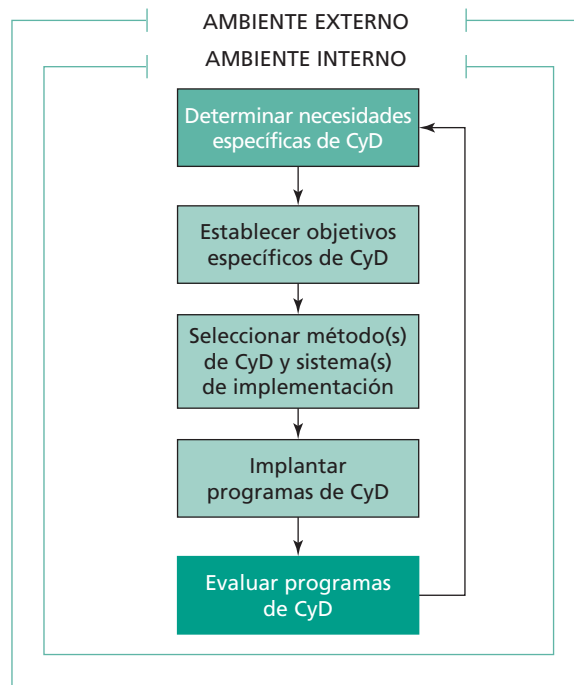 AMBIENTE EXTERNO
AMBIENTE INTERNO
Determinar necesidades
específicas de CyD
Establecer objetivos
específicos de CyD
Seleccionar método(s)
de CyD y sistema(s)
de implementación
Implantar
programas de CyD
Evaluar programas
de CyD